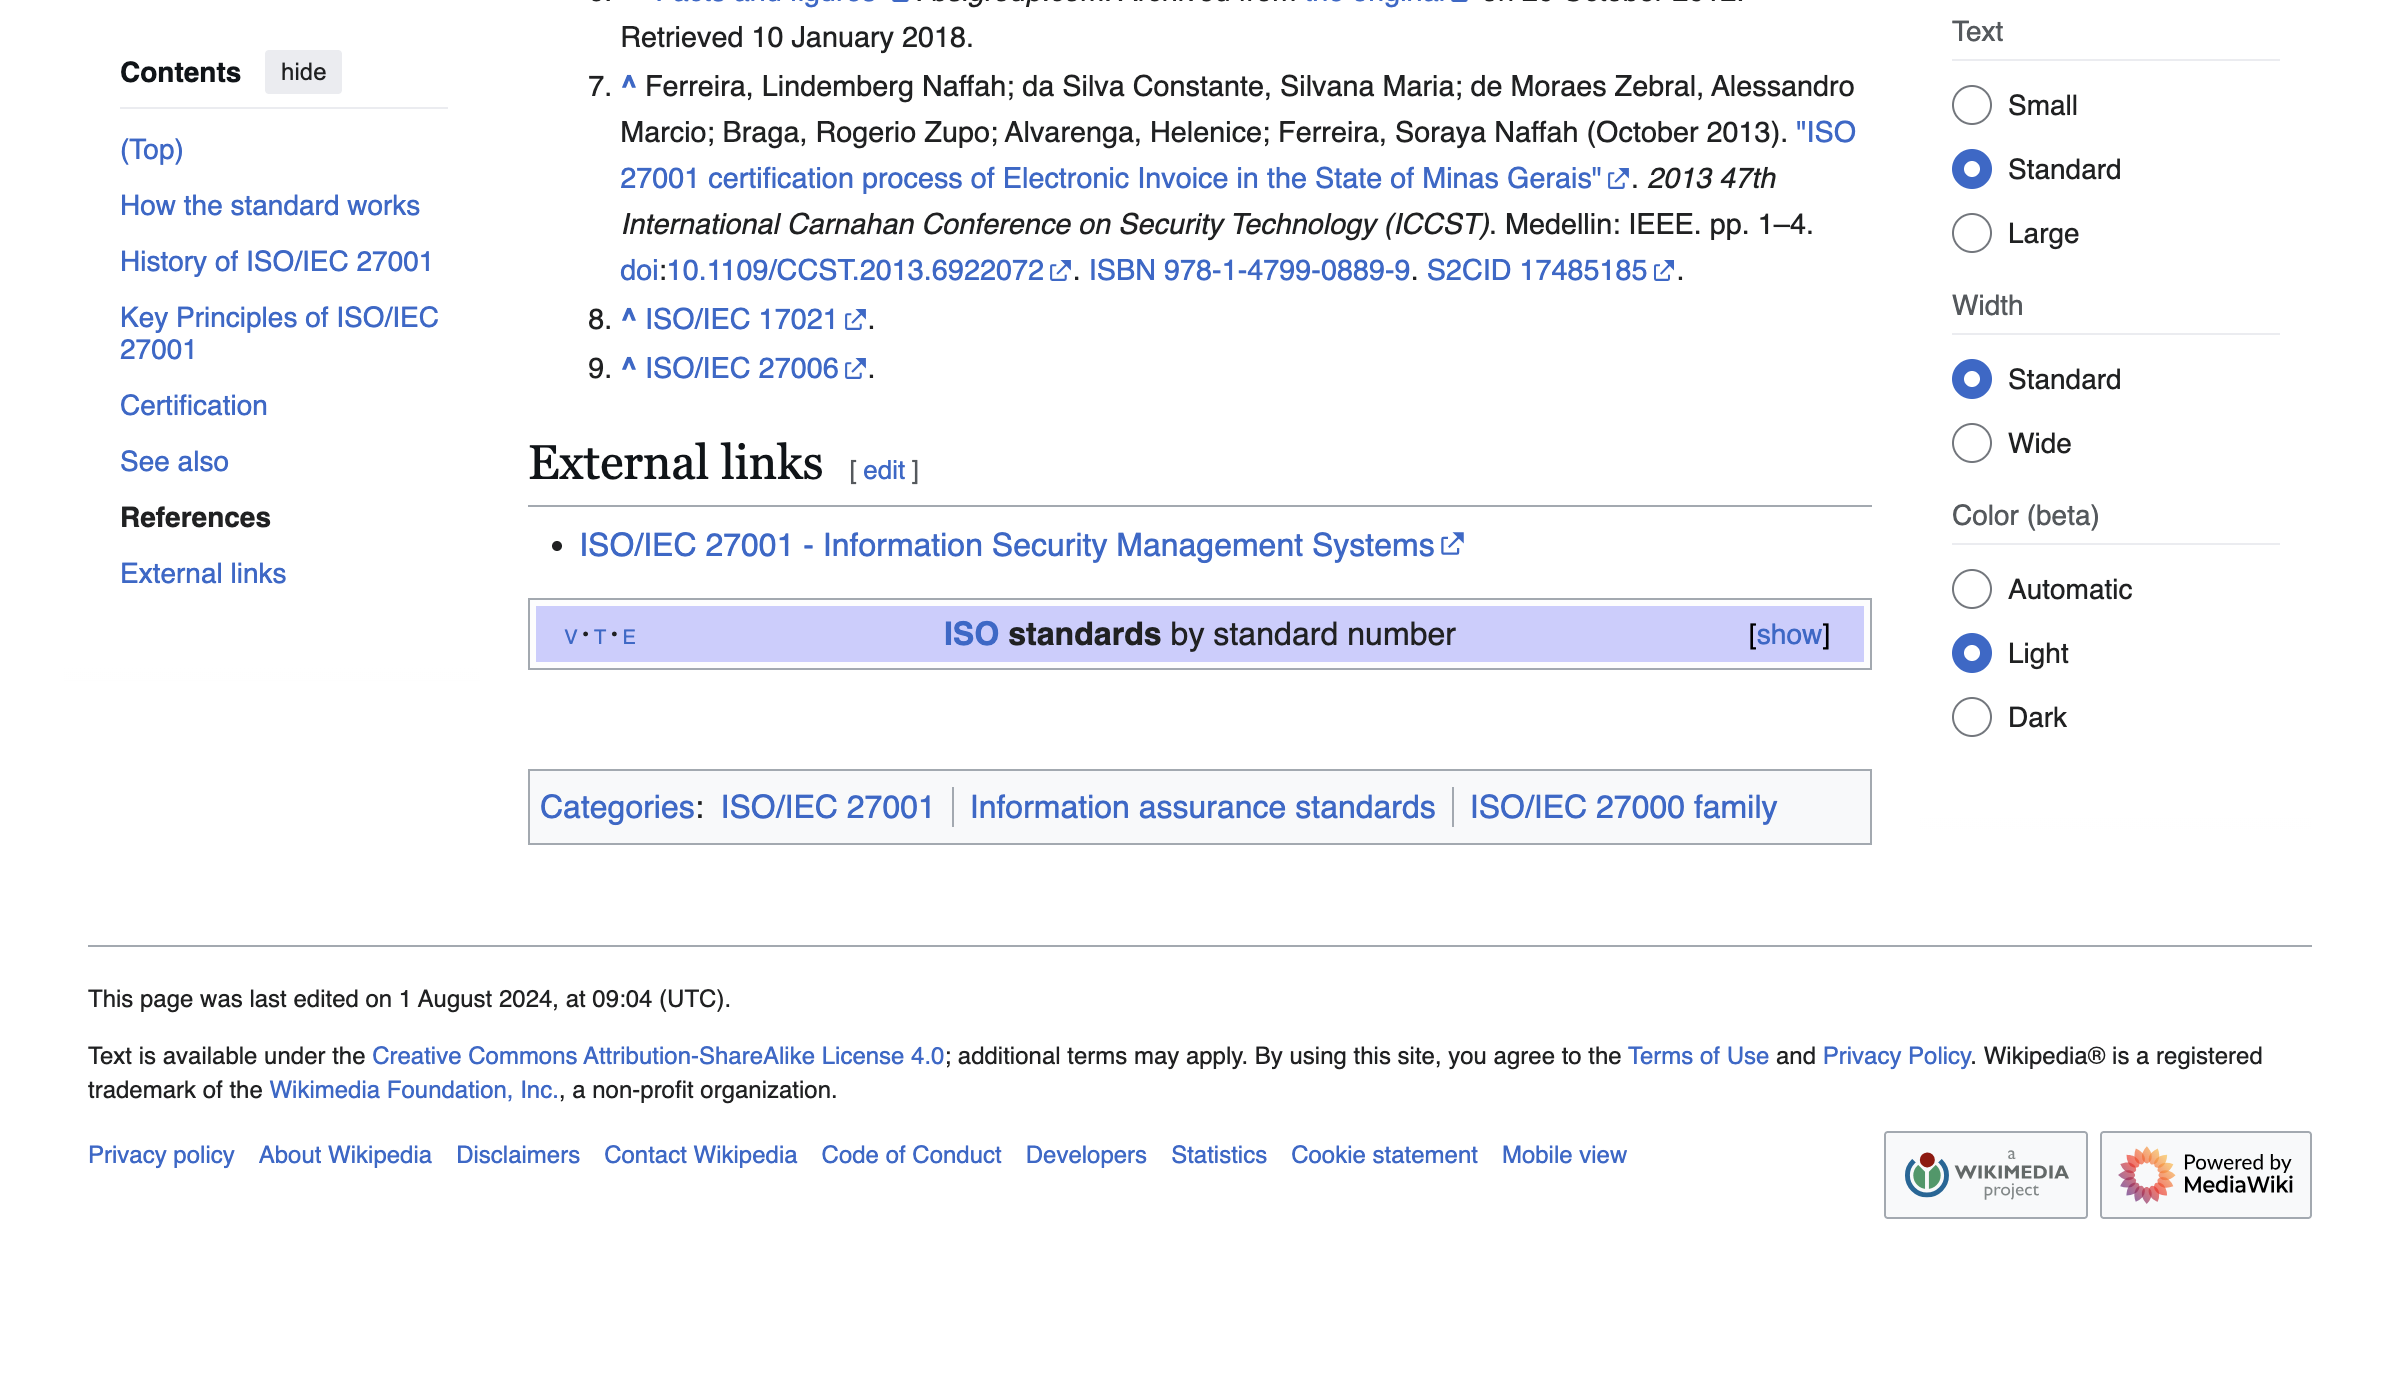 Contents hide
(Top)
How the standard works
History of ISO/IEC 27001
Key Principles of ISO/IEC
27001
Certification
See also
References
External links
Retrieved 10 January 2018.
7. ^ Ferreira, Lindemberg Naffah; da Silva Constante, Silvana Maria; de Moraes Zebral, Alessandro
Marcio; Braga, Rogerio Zupo; Alvarenga, Helenice; Ferreira, Soraya Naffah (October 2013). "ISO
27001 certification process of Electronic Invoice in the State of Minas Gerais". 2013 47th
International Carnahan Conference on Security Technology (ICCST). Medellin: IEEE. pp. 1–4.
doi:10.1109/CCST.2013.6922072. ISBN 978-1-4799-0889-9. S2CID 17485185.
8. ^ ISO/IEC 17021.
9. ^ ISO/IEC 27006.
External links [ edit ]
• ISO/IEC 27001 - Information Security Management Systems
V · T · E ISO standards by standard number [show]
Categories: ISO/IEC 27001 | Information assurance standards | ISO/IEC 27000 family
Text
Small
Standard
Large
Width
Standard
Wide
Color (beta)
Automatic
Light
Dark
This page was last edited on 1 August 2024, at 09:04 (UTC).
Text is available under the Creative Commons Attribution-ShareAlike License 4.0; additional terms may apply. By using this site, you agree to the Terms of Use and Privacy Policy. Wikipedia® is a registered
trademark of the Wikimedia Foundation, Inc., a non-profit organization.
Privacy policy About Wikipedia Disclaimers Contact Wikipedia Code of Conduct Developers Statistics Cookie statement Mobile view
a
WIKIMEDIA
project
Powered by
MediaWiki